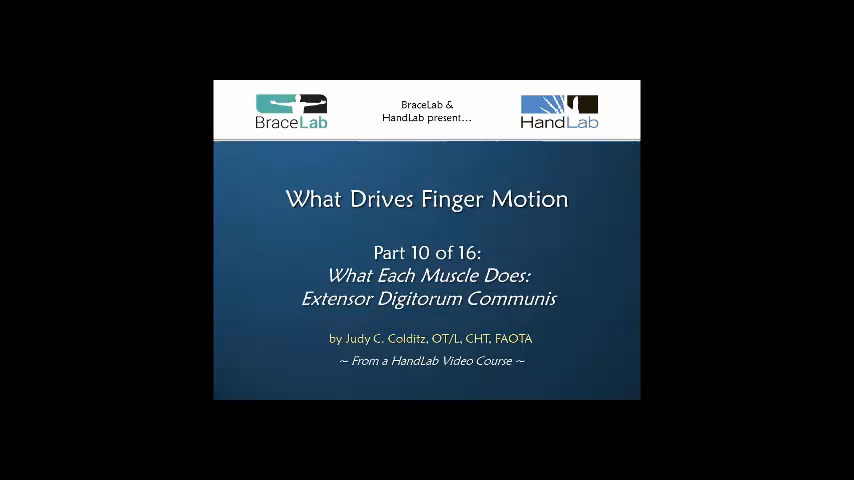 BraceLab
BraceLab &
HandLab present...
HandLab
What Drives Finger Motion
Part 10 of 16:
What Each Muscle Does:
Extensor Digitorum Communis
by Judy C. Colditz, OT/L, CHT, FAOTA
~ From a HandLab Video Course ~